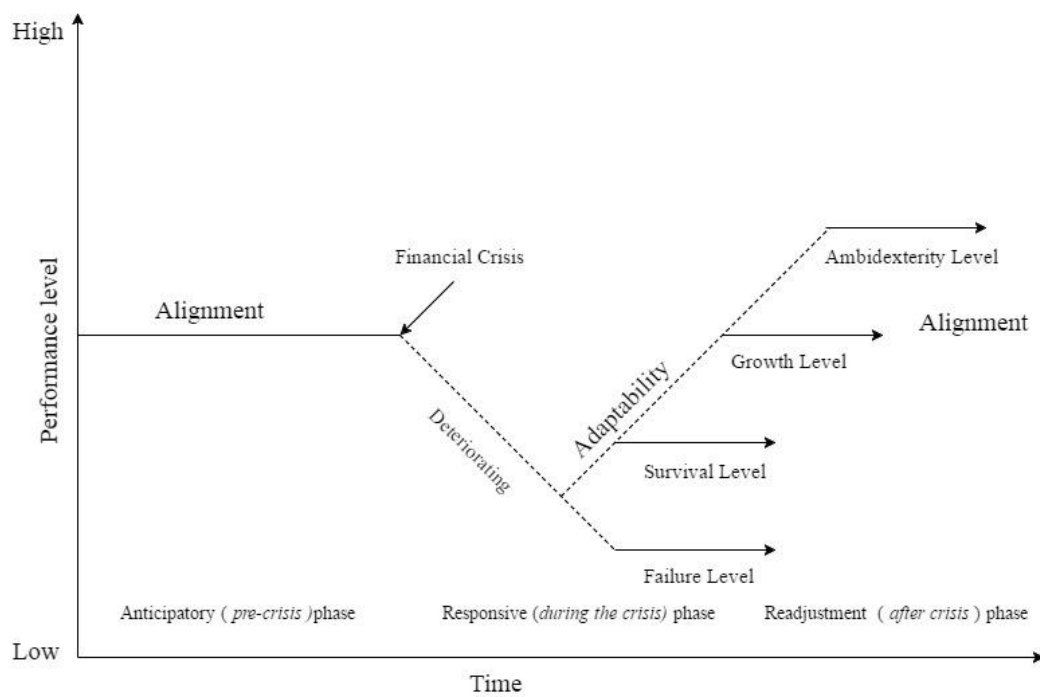 High
Financial Crisis
Ambidexterity Level
Alignment
Alignment
Performance level
Growth Level
Adaptability
Deteriorating
Survival Level
Failure Level
Anticipatory ( pre-crisis )phase
Responsive (during the crisis) phase
Readjustment ( after crisis ) phase
Low
Time